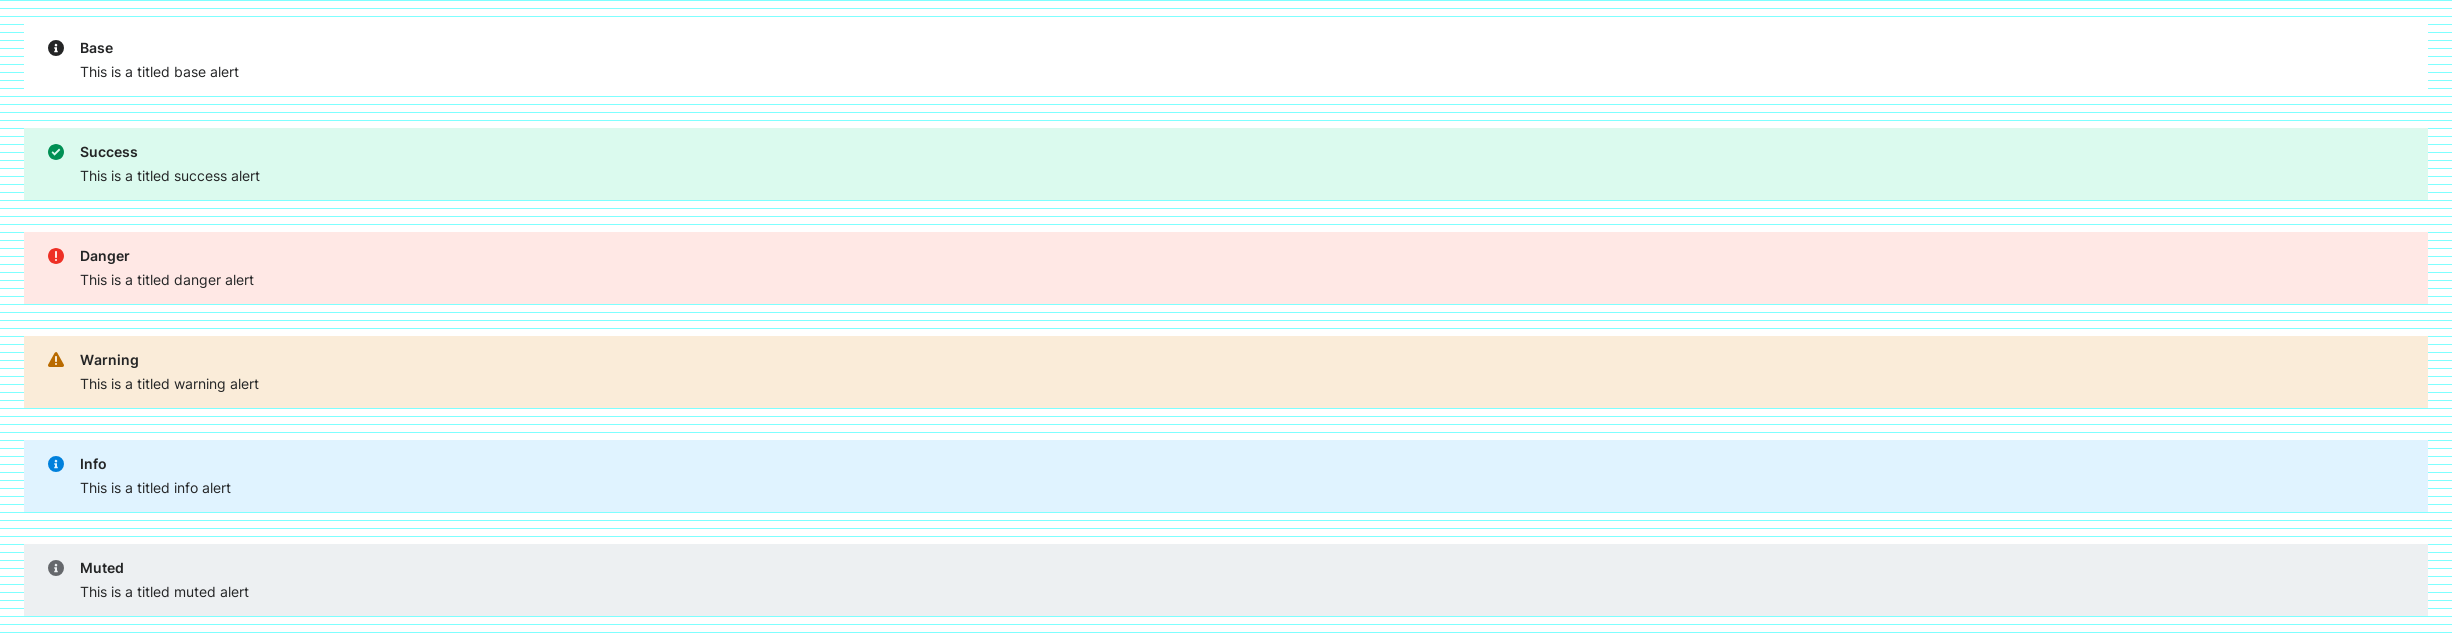 Base
This is a titled base alert
Success
This is a titled success alert
Danger
This is a titled danger alert
Warning
This is a titled warning alert
Info
This is a titled info alert
Muted
This is a titled muted alert